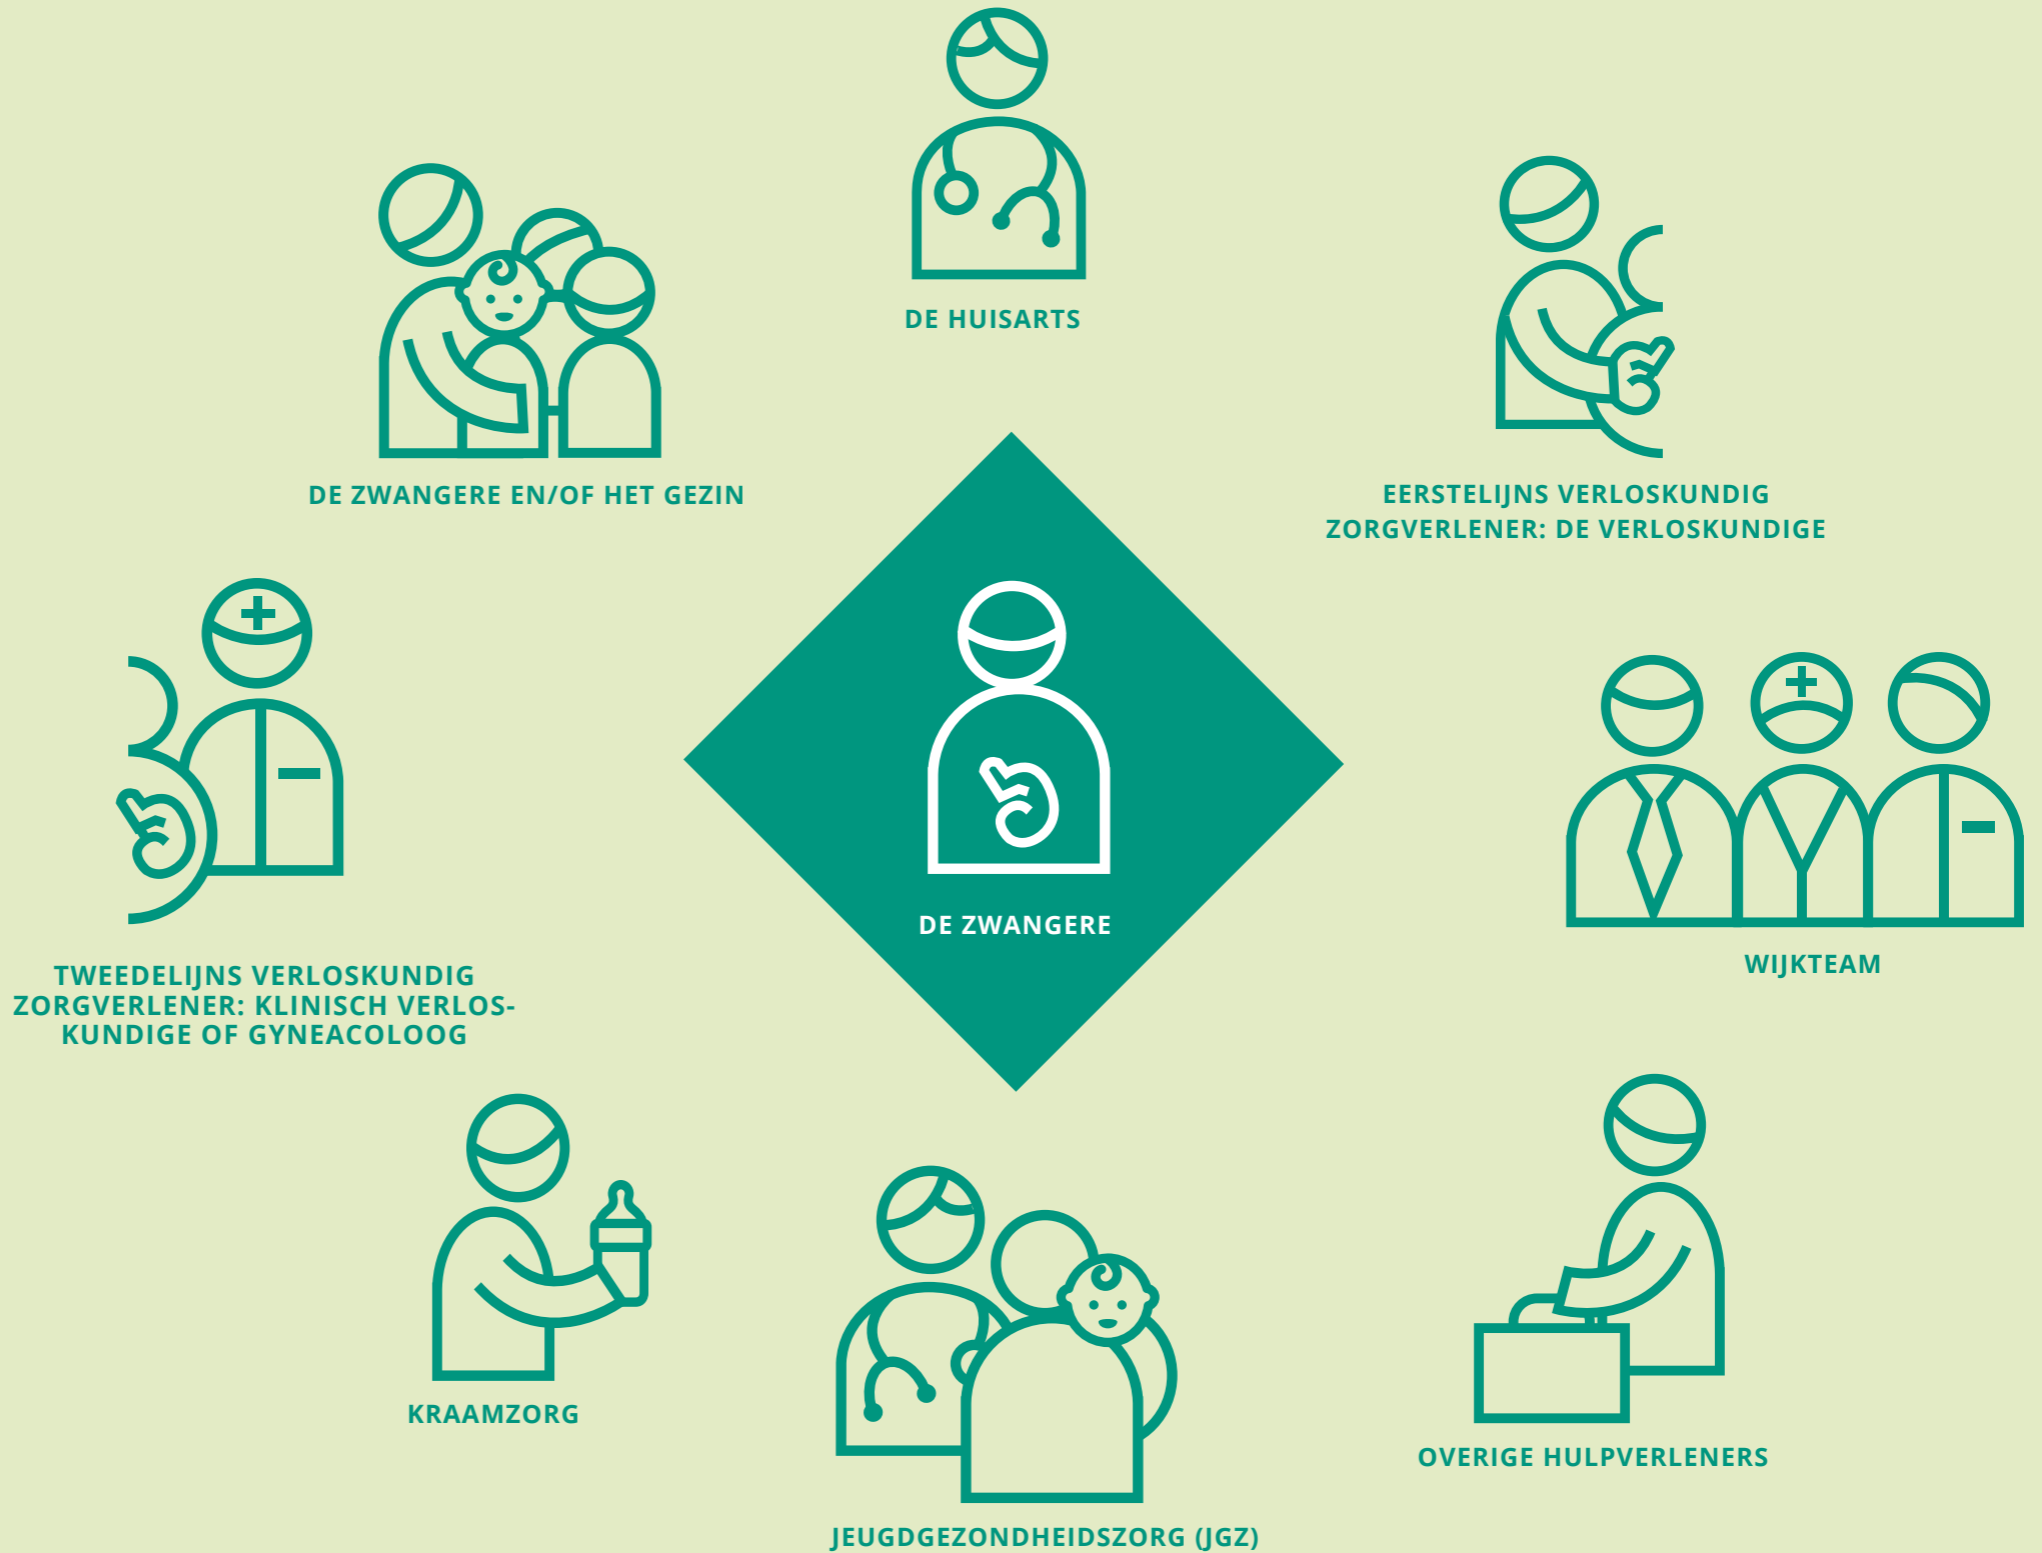 DE HUISARTS
DE ZWANGERE EN/OF HET GEZIN
EERSTELIJNS VERLOSKUNDIG
ZORGVERLENER: DE VERLOSKUNDIGE
DE ZWANGERE
WIJKTEAM
TWEEDELIJNS VERLOSKUNDIG
ZORGVERLENER: KLINISCH VERLOS-
KUNDIGE OF GYNEACOLOOG
KRAAMZORG
OVERIGE HULPVERLENERS
JEUGDGEZONDHEIDSZORG (JGZ)